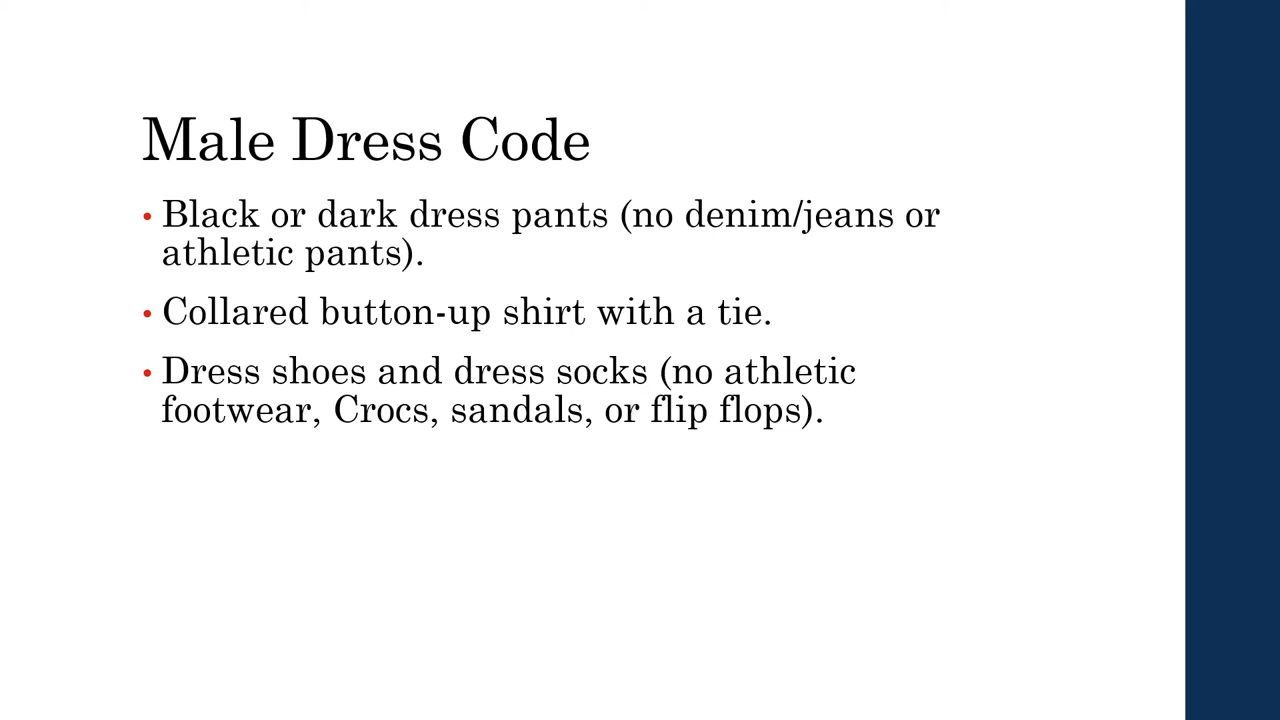 Male Dress Code
• Black or dark dress pants (no denim/jeans or
athletic pants).
• Collared button-up shirt with a tie.
• Dress shoes and dress socks (no athletic
footwear, Crocs, sandals, or flip flops).